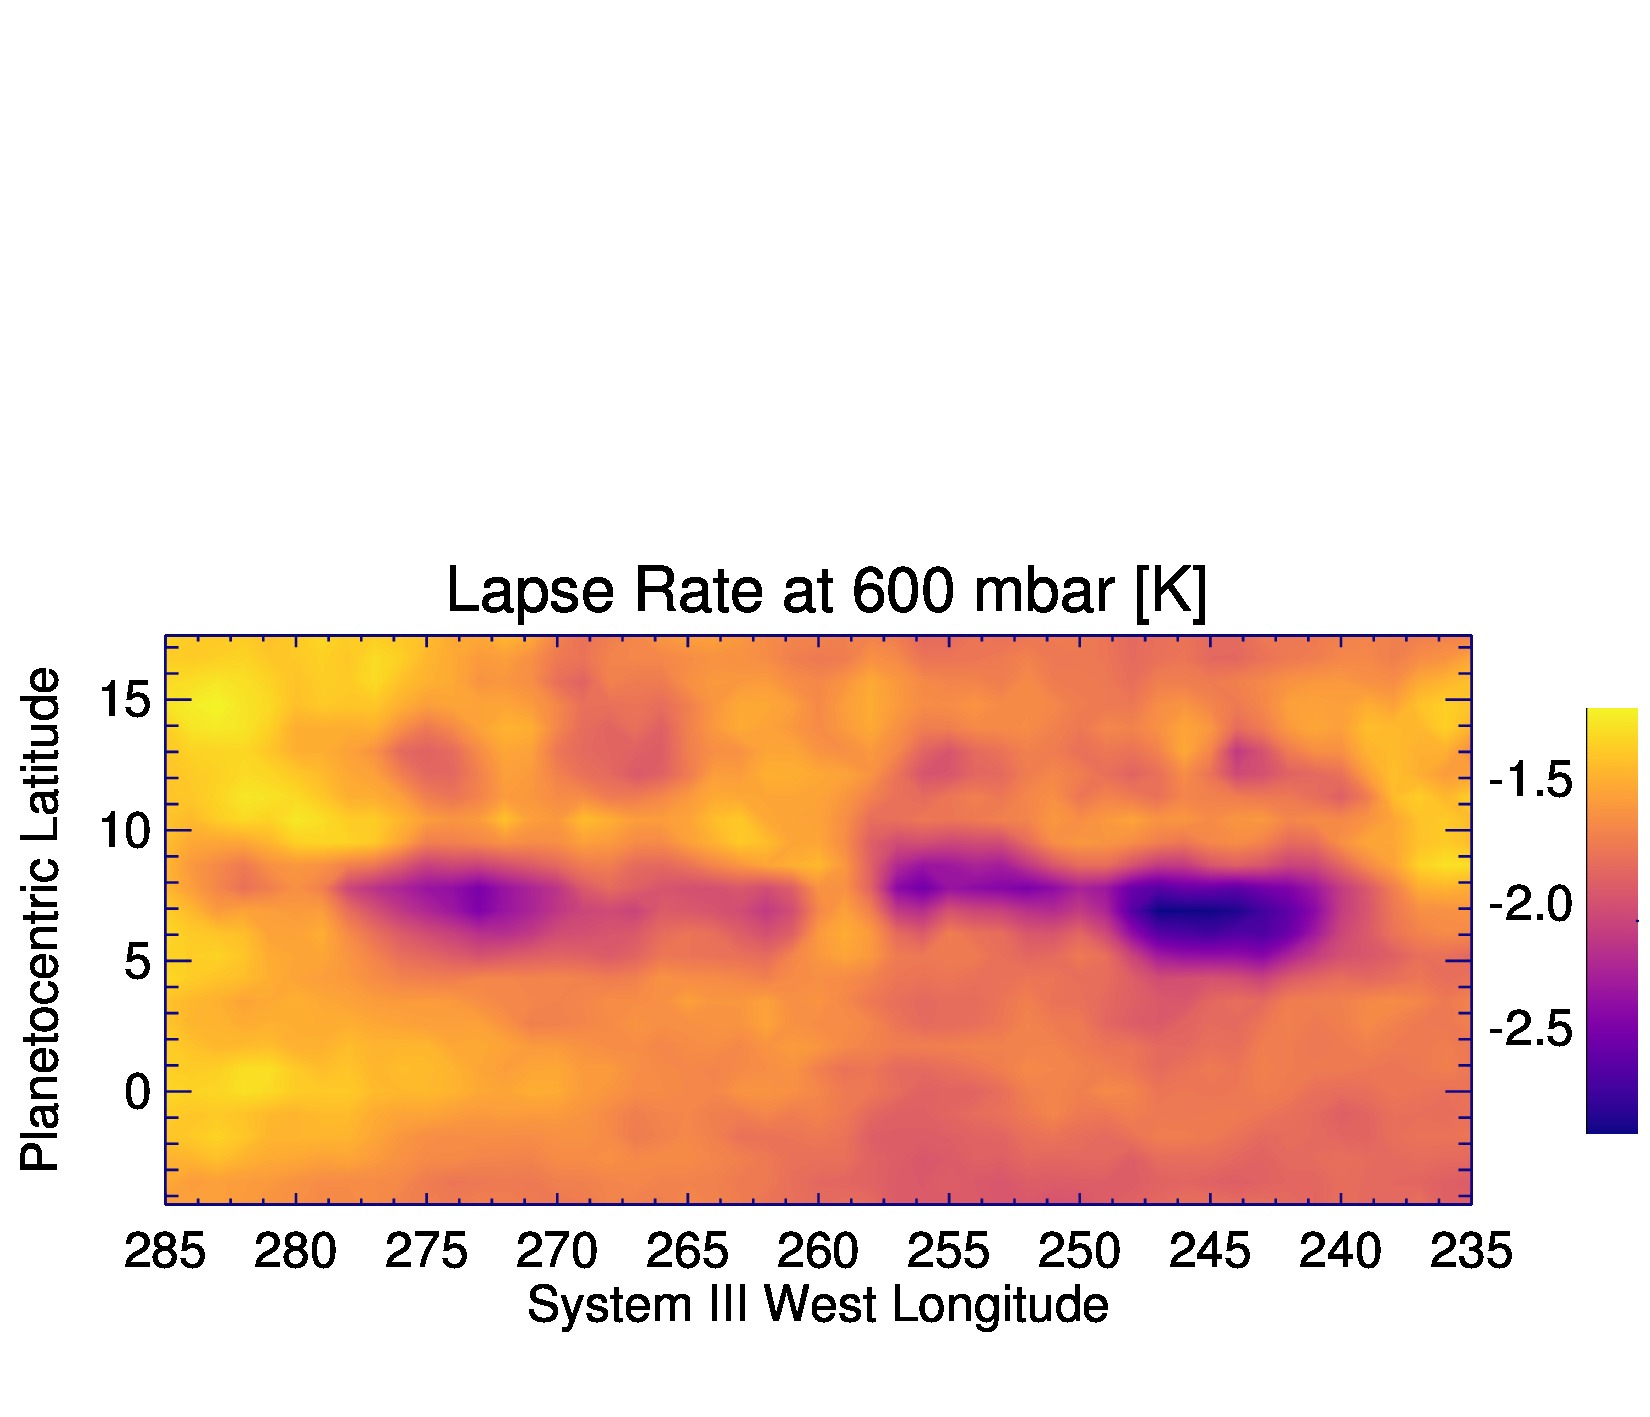 Lapse Rate at 600 mbar [K]
Planetocentric Latitude
15
10
5
0
285 280 275 270 265 260 255 250 245 240 235
System III West Longitude
-1.5
-2.0
-2.5